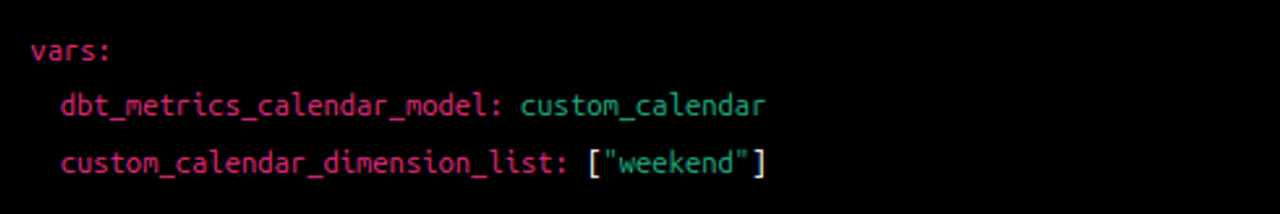 vars:
dbt_metrics_calendar_model: custom_calendar
custom_calendar_dimension_list: ["weekend"]